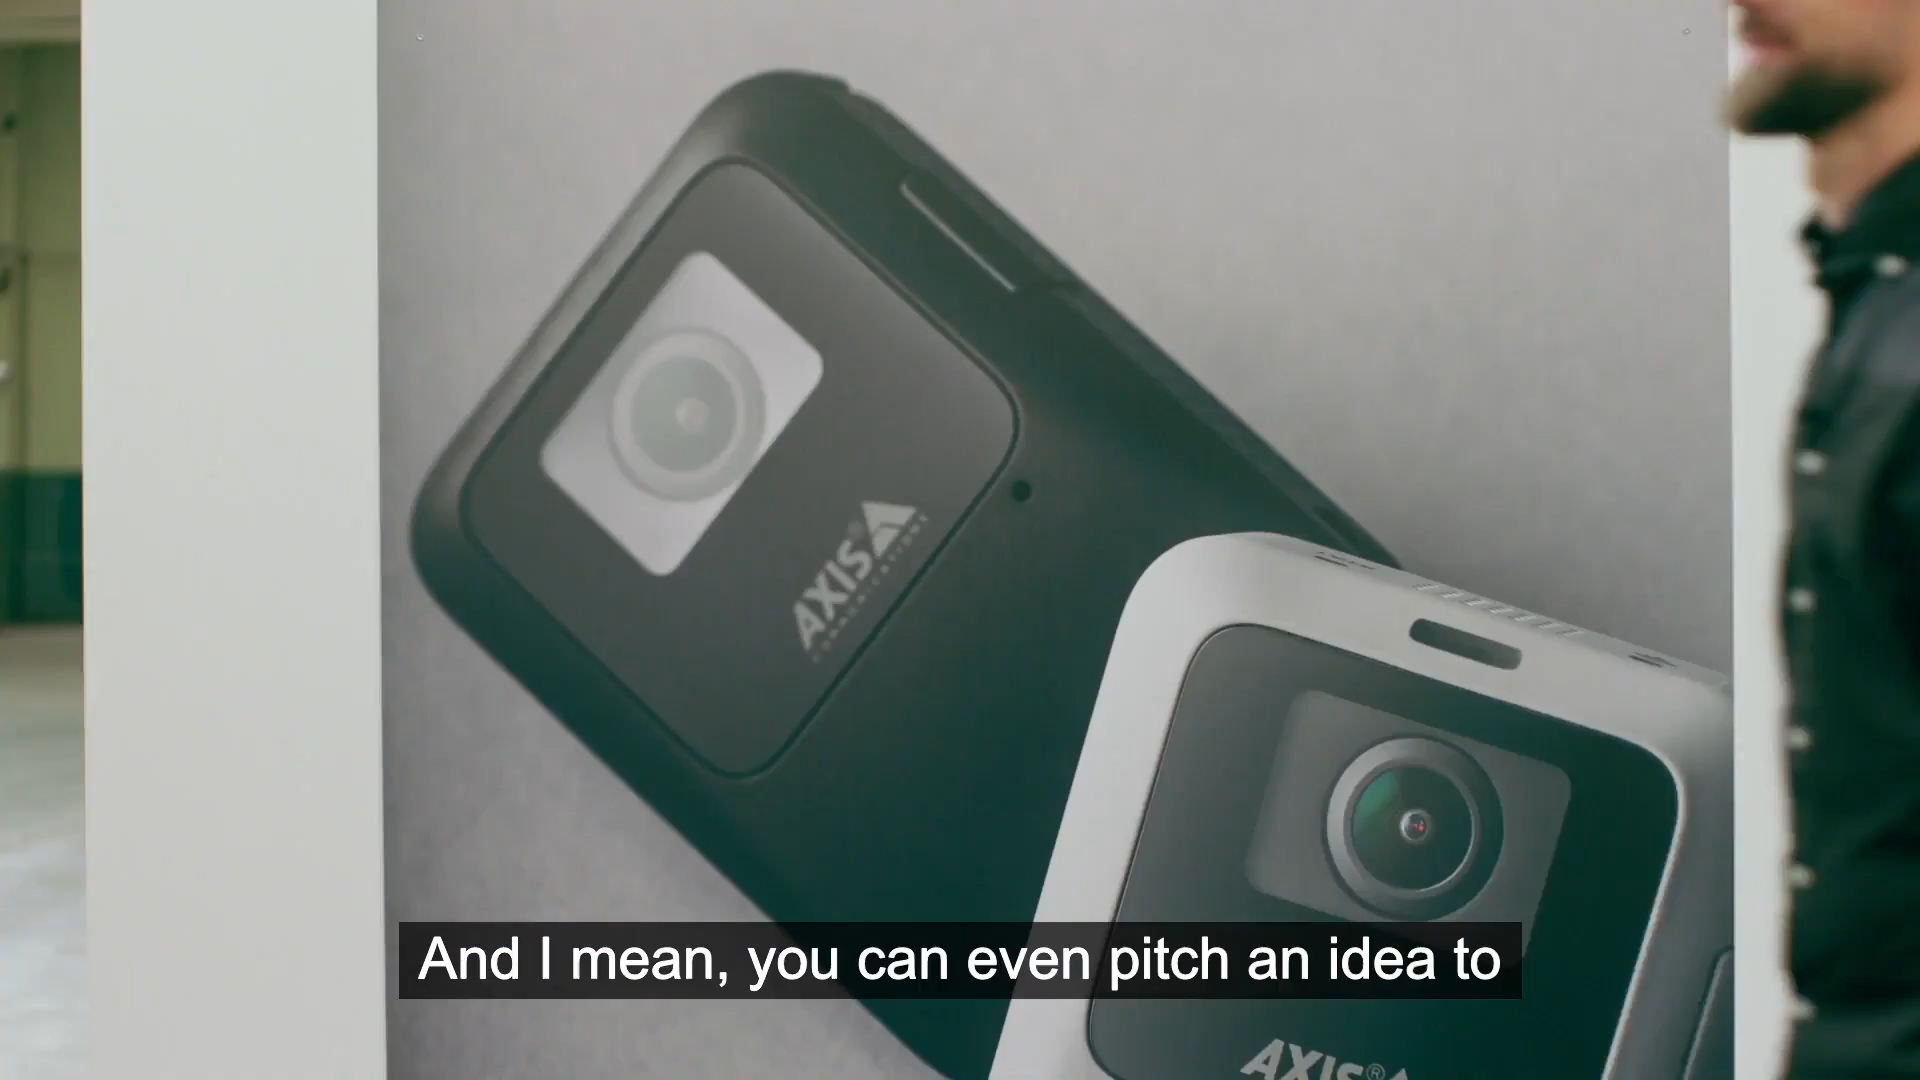 AXIS
COMMUNICATIONS
AXIS®
And I mean, you can even pitch an idea to